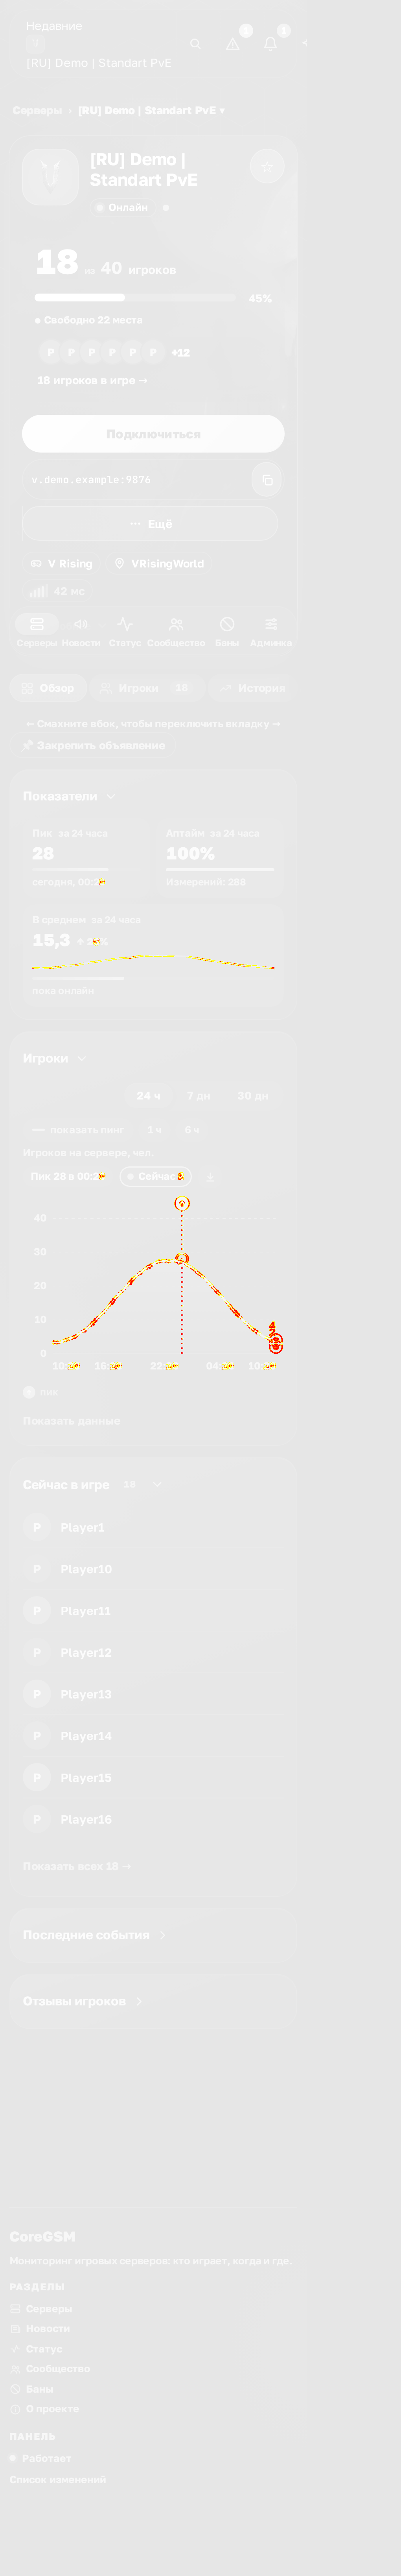 Недавние
7
[RU] Demo | Standart PvE
Серверы › [RU] Demo | Standart PvE
[RU] Demo | Standart PvE
Онлайн
18 из 40 игроков
45%
Свободно 22 места
P P P P P P +12
18 игроков в игре →
Подключиться
v.demo.example:9876
Ещё
V Rising
VRisingWorld
42 мс
Серверы Новости Статус Сообщество Баны Админка
Обзор Игроки 18 История
← Смахните вбок, чтобы переключить вкладку →
Закрепить объявление
Показатели
Пик за 24 часа
28
сегодня,
Аптайм за 24 часа
100%
Измерений: 288
В среднем за 24 часа
15,3
пока онлайн
Игроки
24 ч 7 дн 30 дн
показать пинг 1 ч 6 ч
Игроков на сервере, чел.
Пик 28 в Сейчас
40
30
20
10
0
пик
Показать данные
Сейчас в игре 18
P Player1
P Player10
P Player11
P Player12
P Player13
P Player14
P Player15
P Player16
Показать всех 18 →
Последние события
Отзывы игроков
CoreGSM
Мониторинг игровых серверов: кто играет, когда и где.
РАЗДЕЛЫ
Серверы
Новости
Статус
Сообщество
Баны
О проекте
ПАНЕЛЬ
Работает
Список изменений